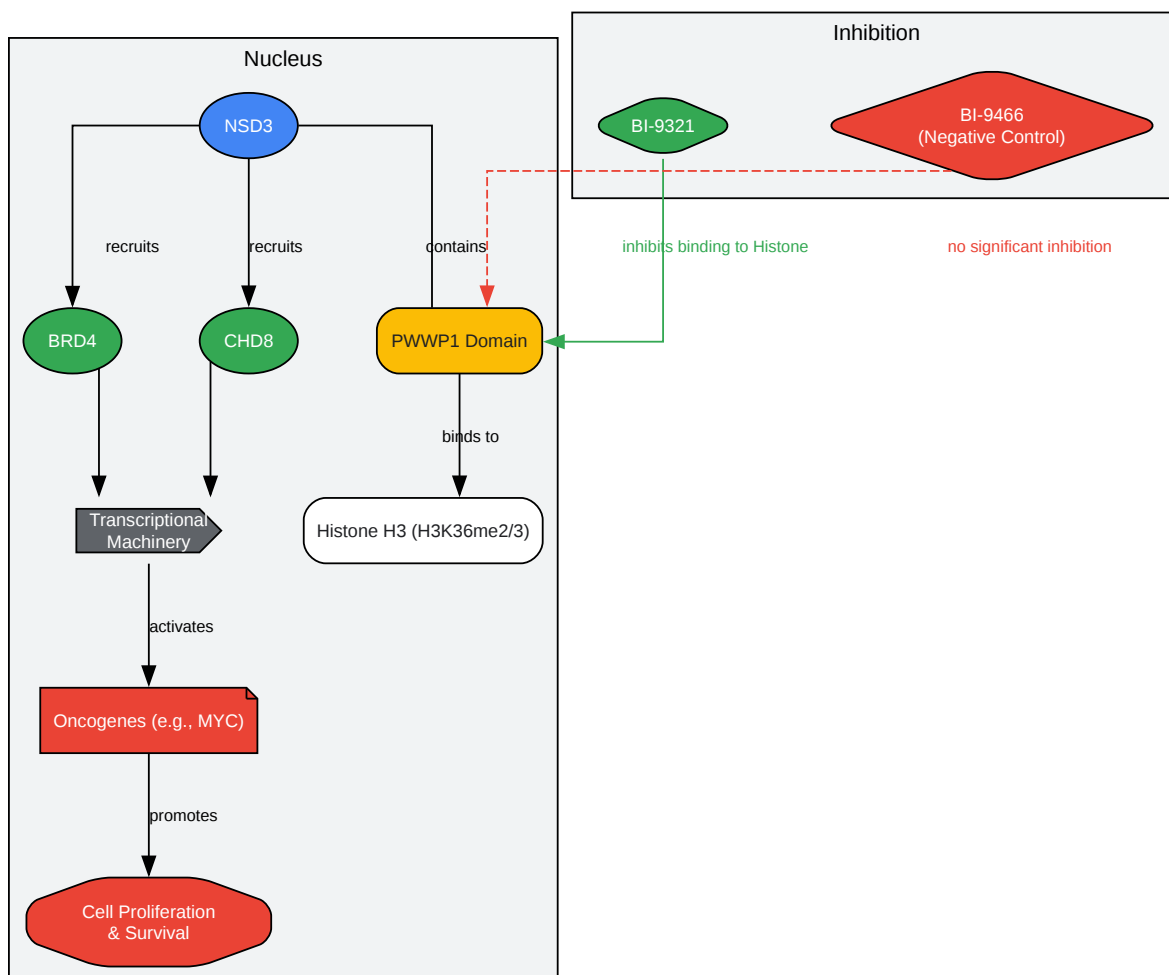 Inhibition
Nucleus
NSD3
BI-9321
BI-9466
(Negative Control)
recruits
recruits
contains
inhibits binding to Histone
no significant inhibition
BRD4
CHD8
PWWP1 Domain
binds to
Transcriptional
Machinery
Histone H3 (H3K36me2/3)
activates
Oncogenes (e.g., MYC)
promotes
Cell Proliferation
& Survival